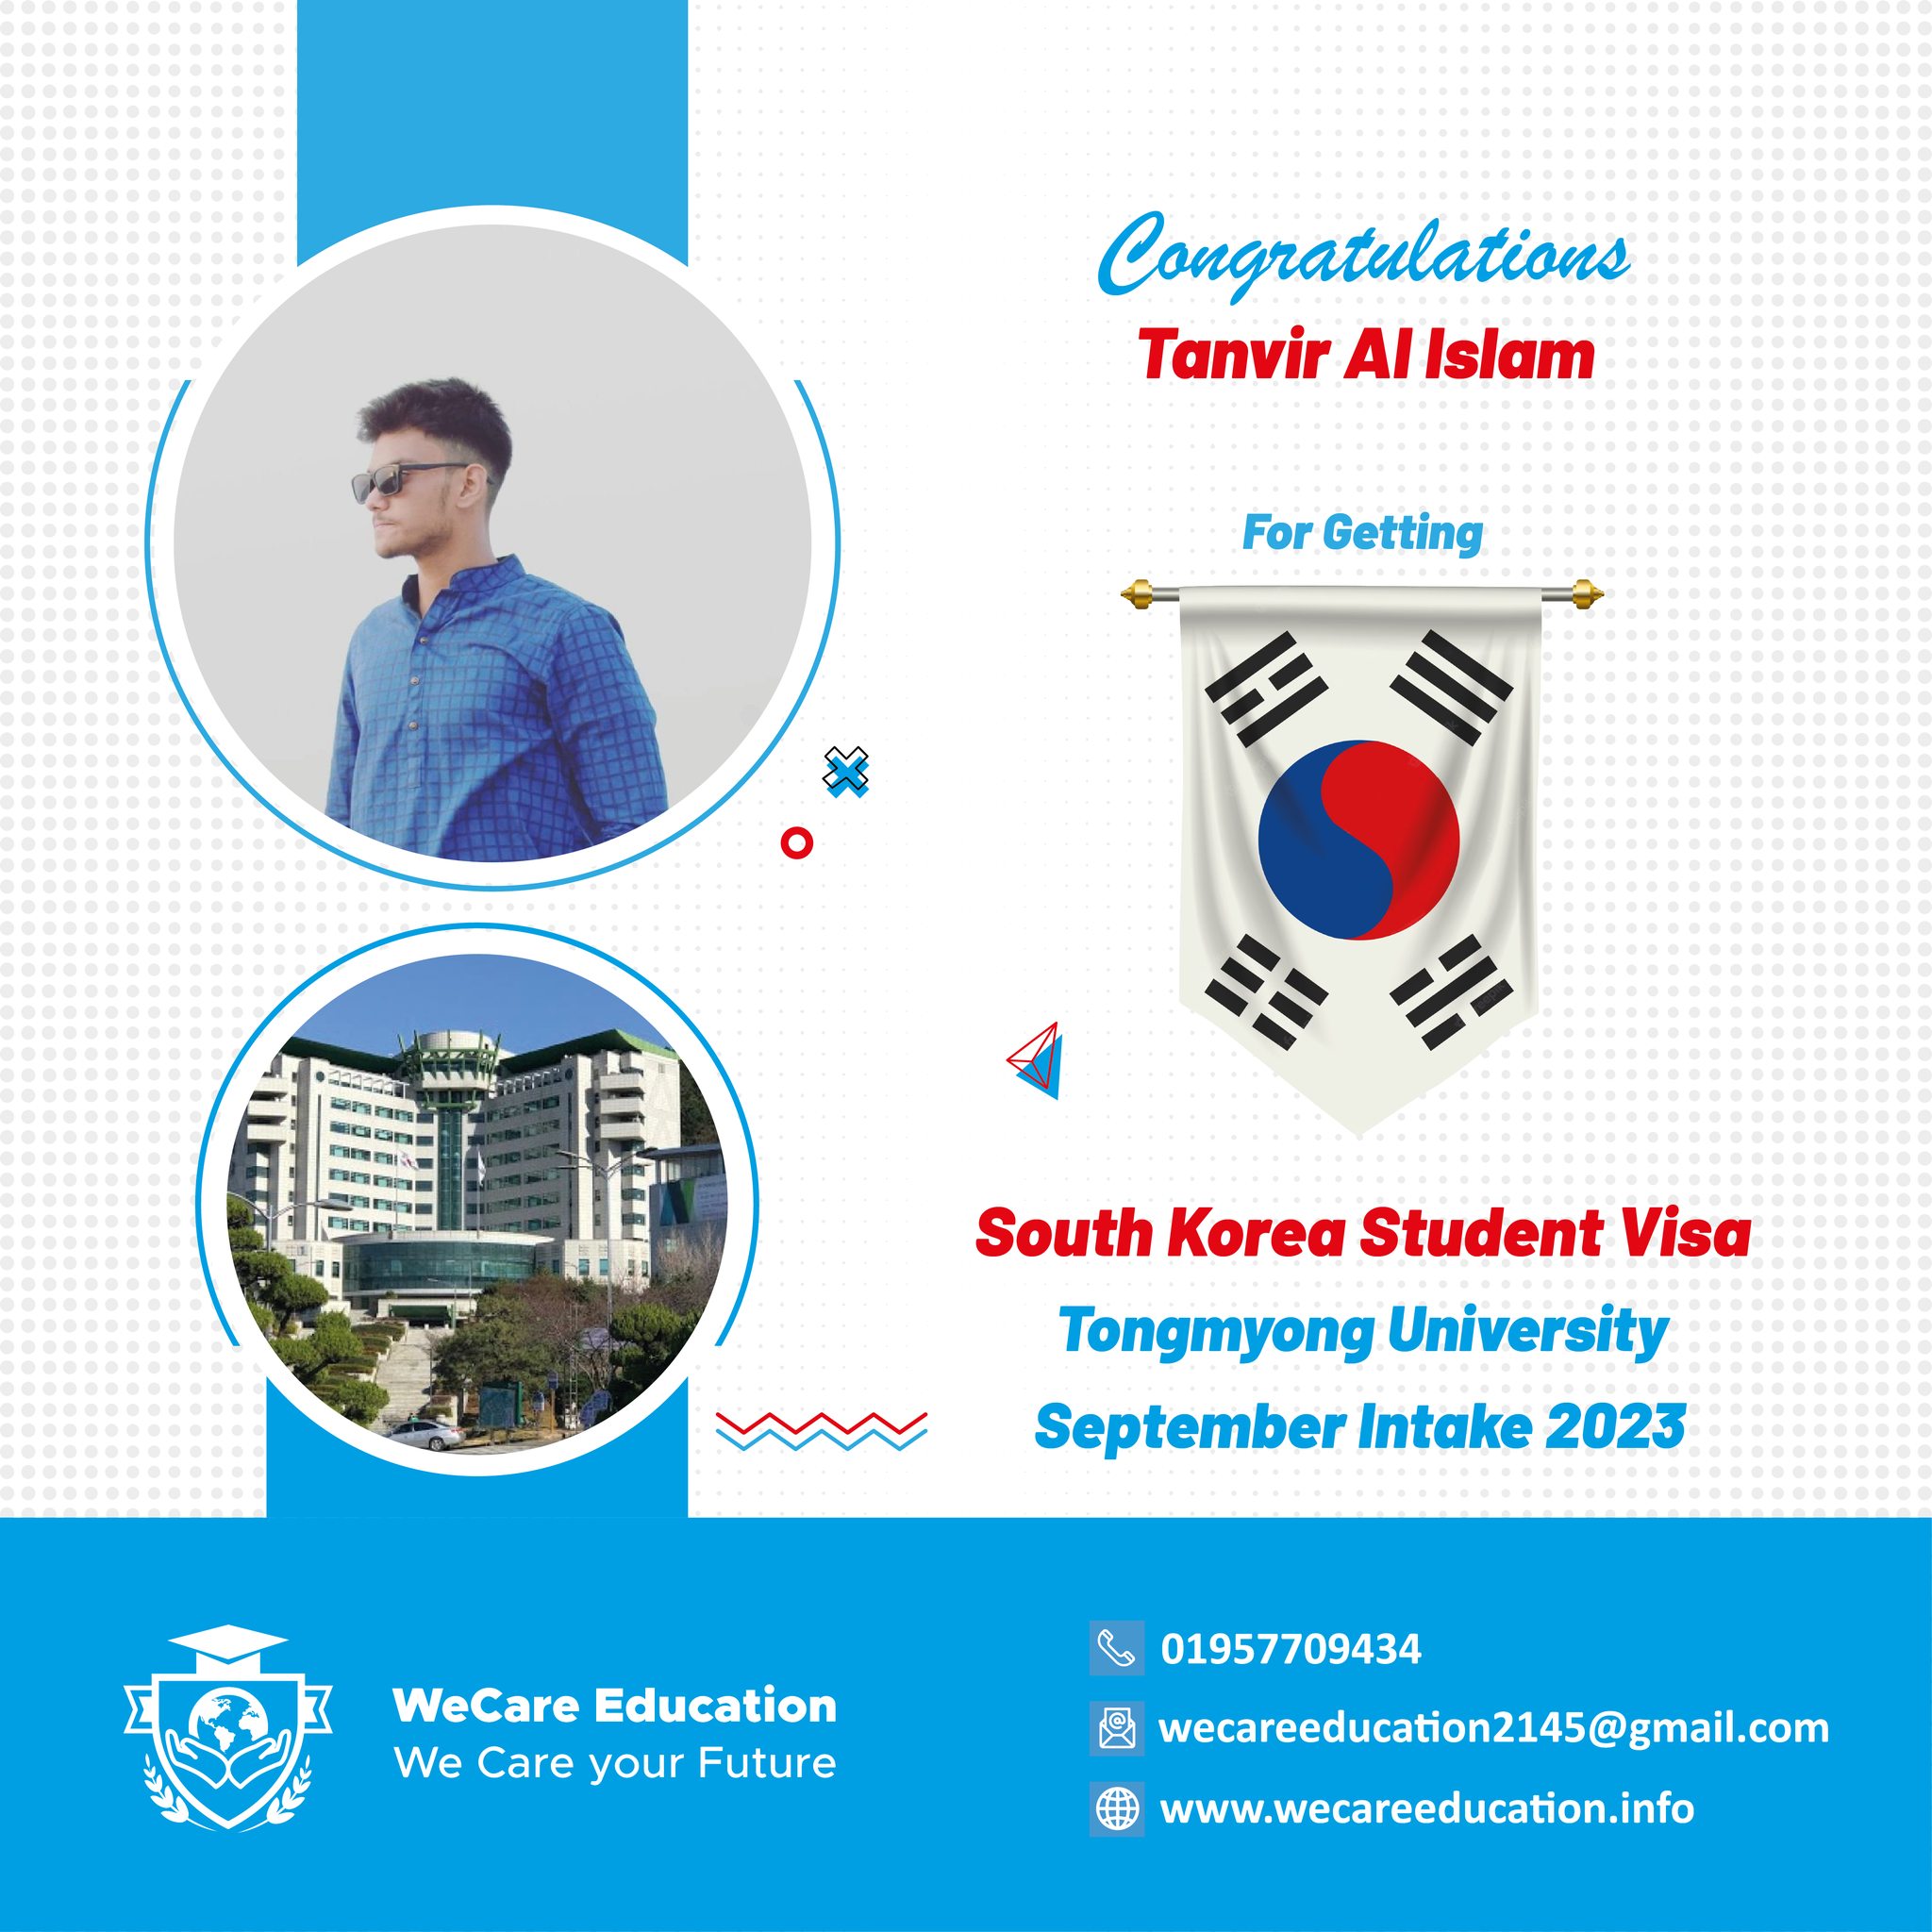 Congratulations
Tanvir Al Islam
For Getting
South Korea Student Visa
Tongmyong University
September Intake 2023
WeCare Education
We Care your Future
01957709434
wecareeducation2145@gmail.com
www.wecareeducation.info